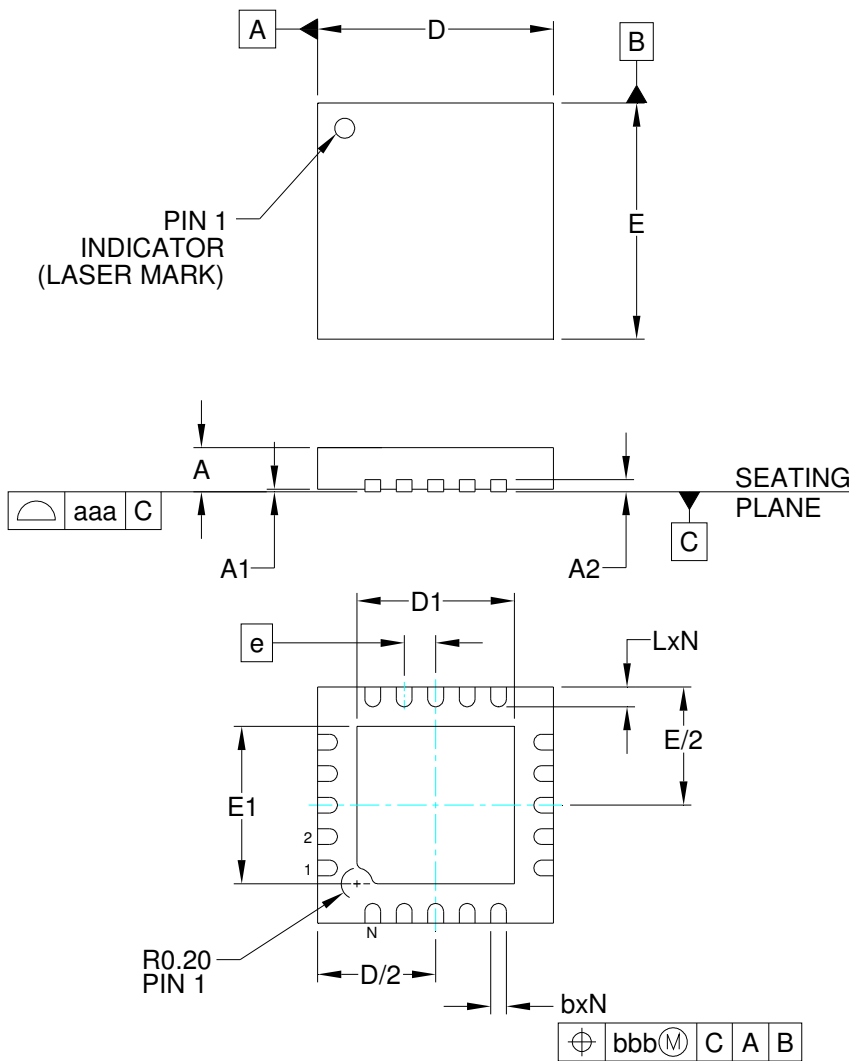 A
D
B
PIN 1
INDICATOR
(LASER MARK)
E
A
SEATING
PLANE
aaa C
C
A1
A2
D1
e
LxN
E/2
E1
2
1
N
R0.20
PIN 1
D/2
bxN
bbb Ⓜ C A B